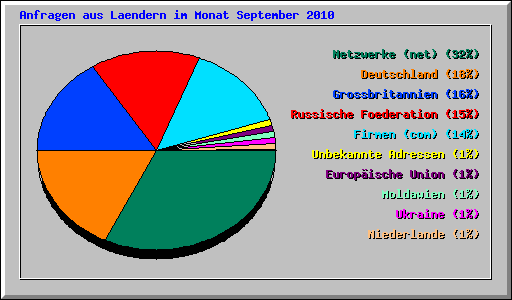 Anfragen aus Laendern im Monat September 2010
Netzwerke (net) (32%)
Deutschland (18%)
Grossbritannien (16%)
Russische Foederation (15%)
Firmen (com) (14%)
Unbekannte Adressen (1%)
Europäische Union (1%)
Moldawien (1%)
Ukraine (1%)
Niederlande (1%)